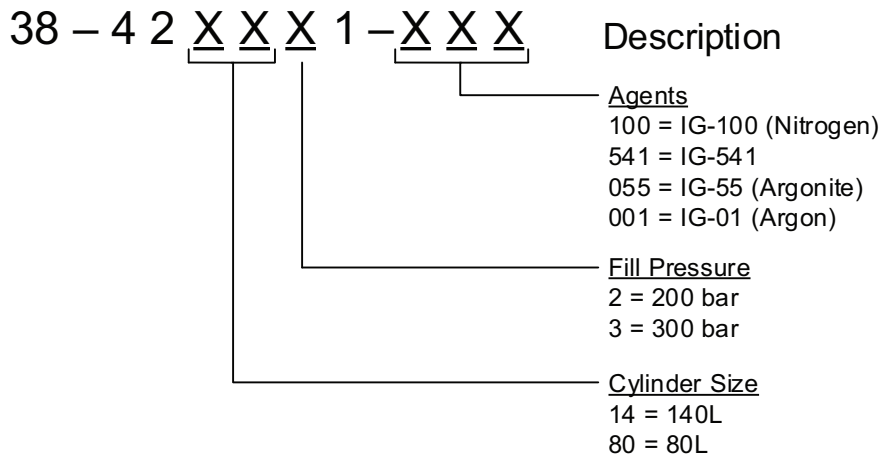 38 – 4 2 X X X 1 – X X X Description
Agents
100 = IG-100 (Nitrogen)
541 = IG-541
055 = IG-55 (Argonite)
001 = IG-01 (Argon)
Fill Pressure
2 = 200 bar
3 = 300 bar
Cylinder Size
14 = 140L
80 = 80L